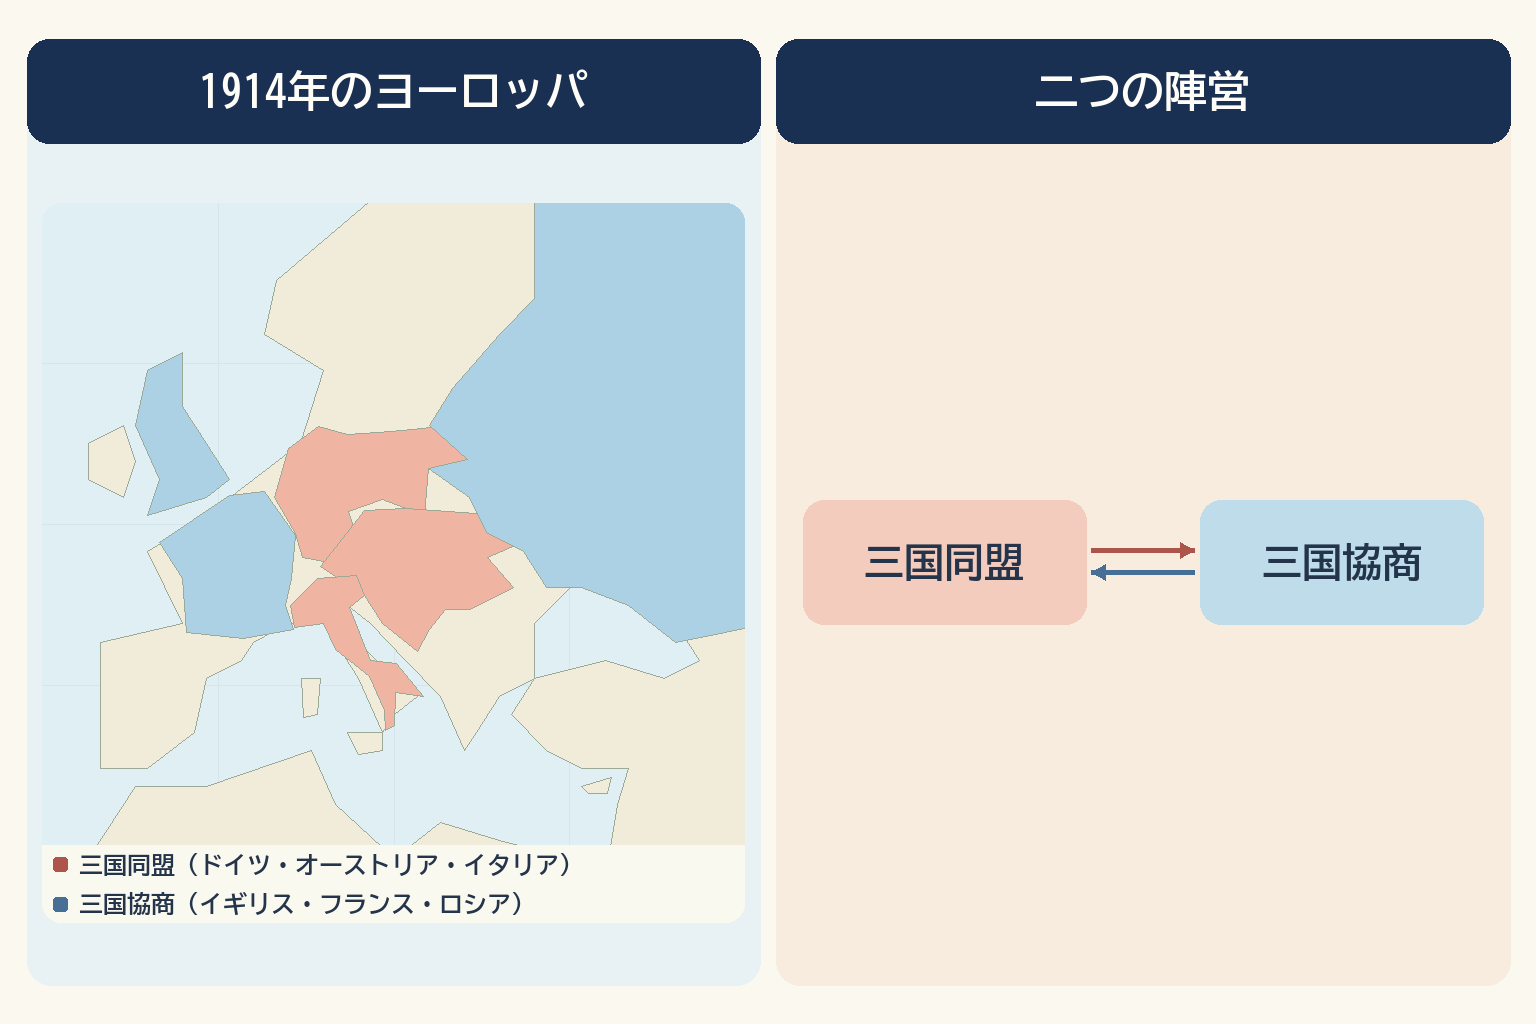 1914年のヨーロッパ
三国同盟（ドイツ・オーストリア・イタリア）
三国協商（イギリス・フランス・ロシア）
二つの陣営
三国同盟
三国協商